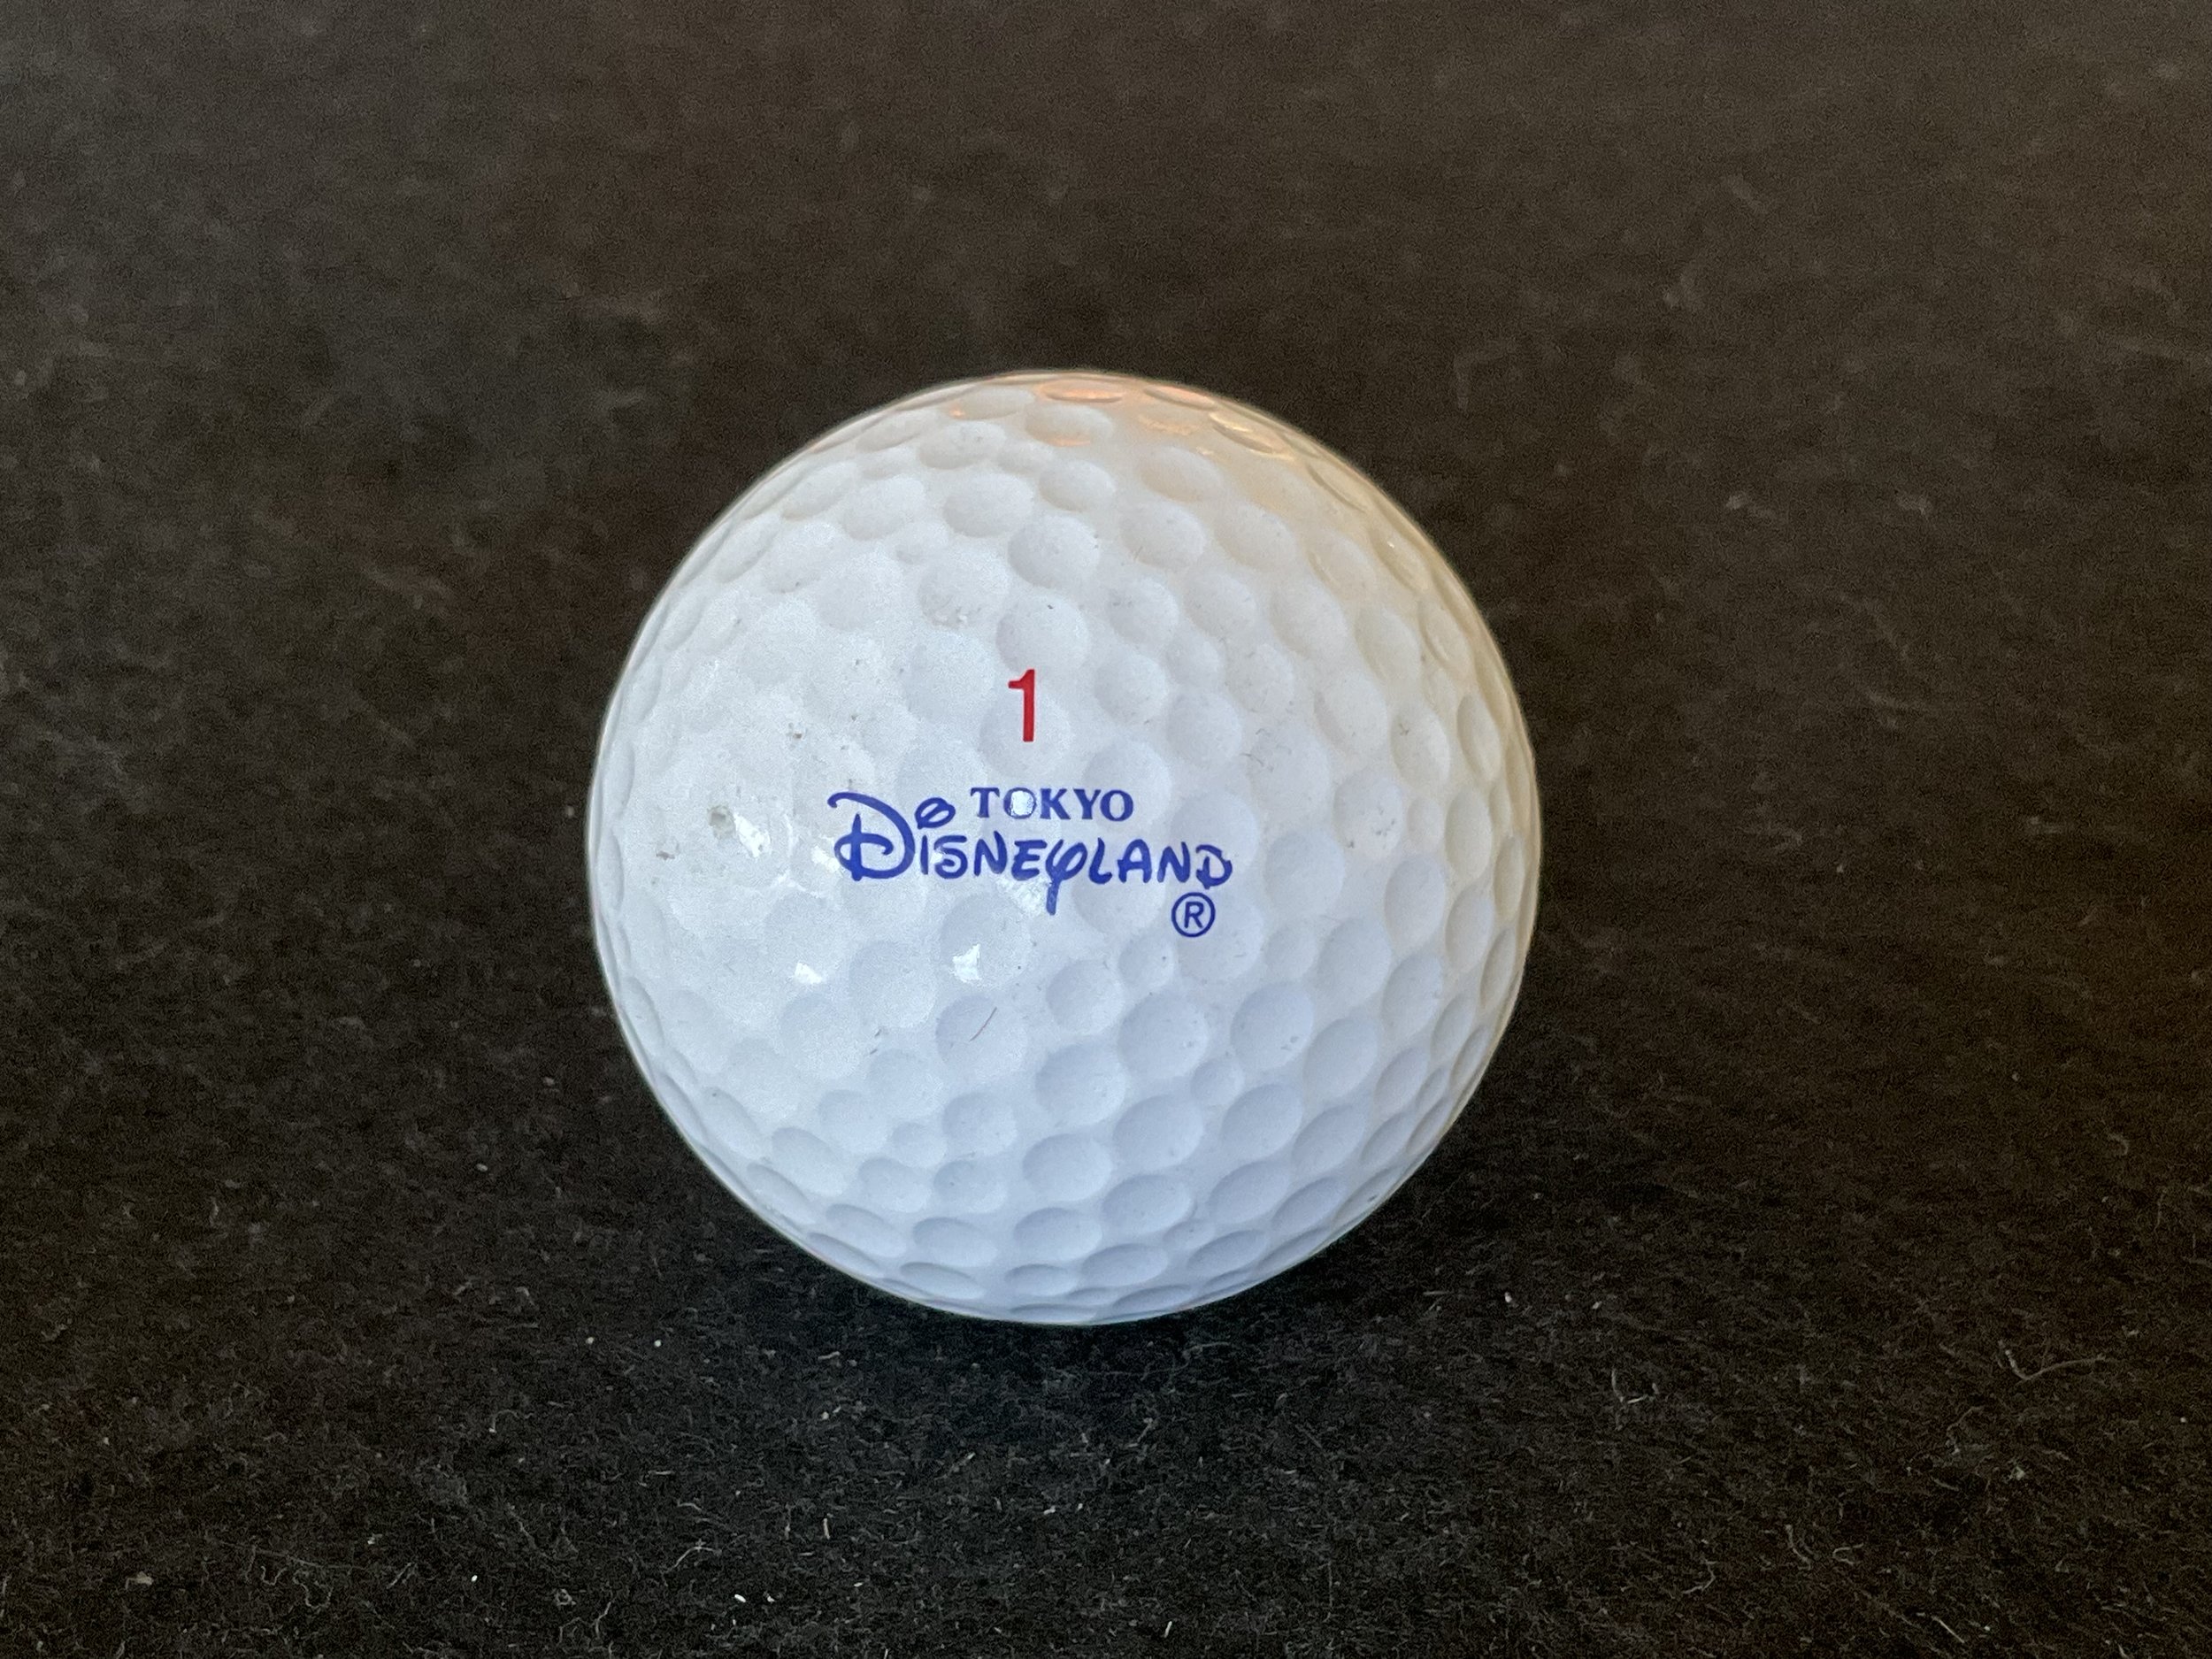 1
TOKYO
Disneyland
®